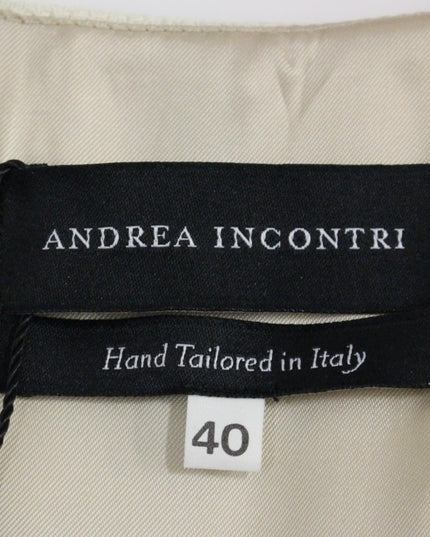 ANDREA INCONTRI
Hand Tailored in Italy
40